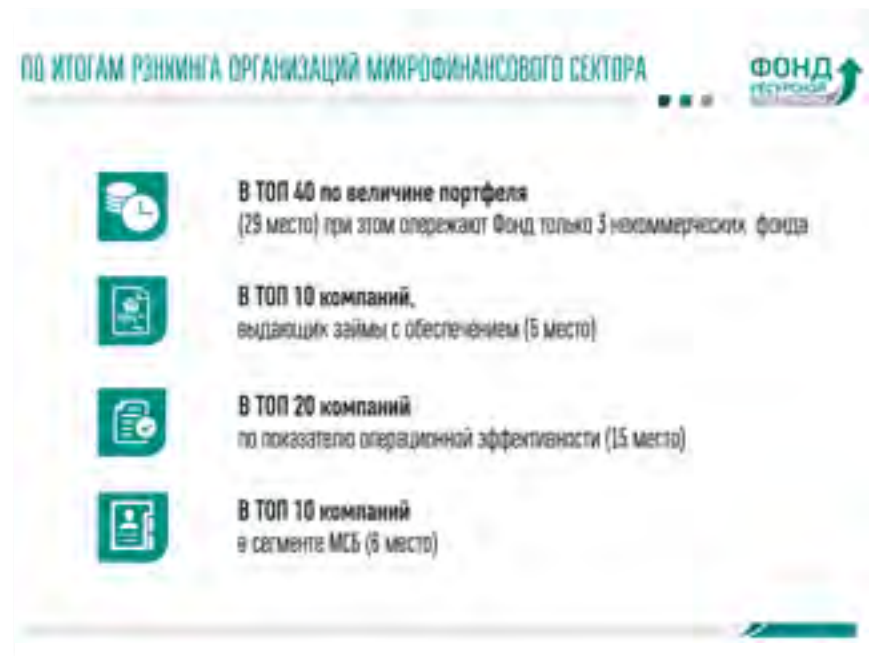 ПО ИТОГАМ РЭНКИНГА ОРГАНИЗАЦИЙ МИКРОФИНАНСОВОГО СЕКТОРА
ФОНД
РЕСУРСНОЙ
В ТОП 40 по величине портфеля
(29 место) при этом опережают Фонд только 3 некоммерческих фонда
В ТОП 10 компаний,
выдающих займы с обеспечением (5 место)
В ТОП 20 компаний
по показателю операционной эффективности (15 место)
В ТОП 10 компаний
в сегменте МСБ (6 место)